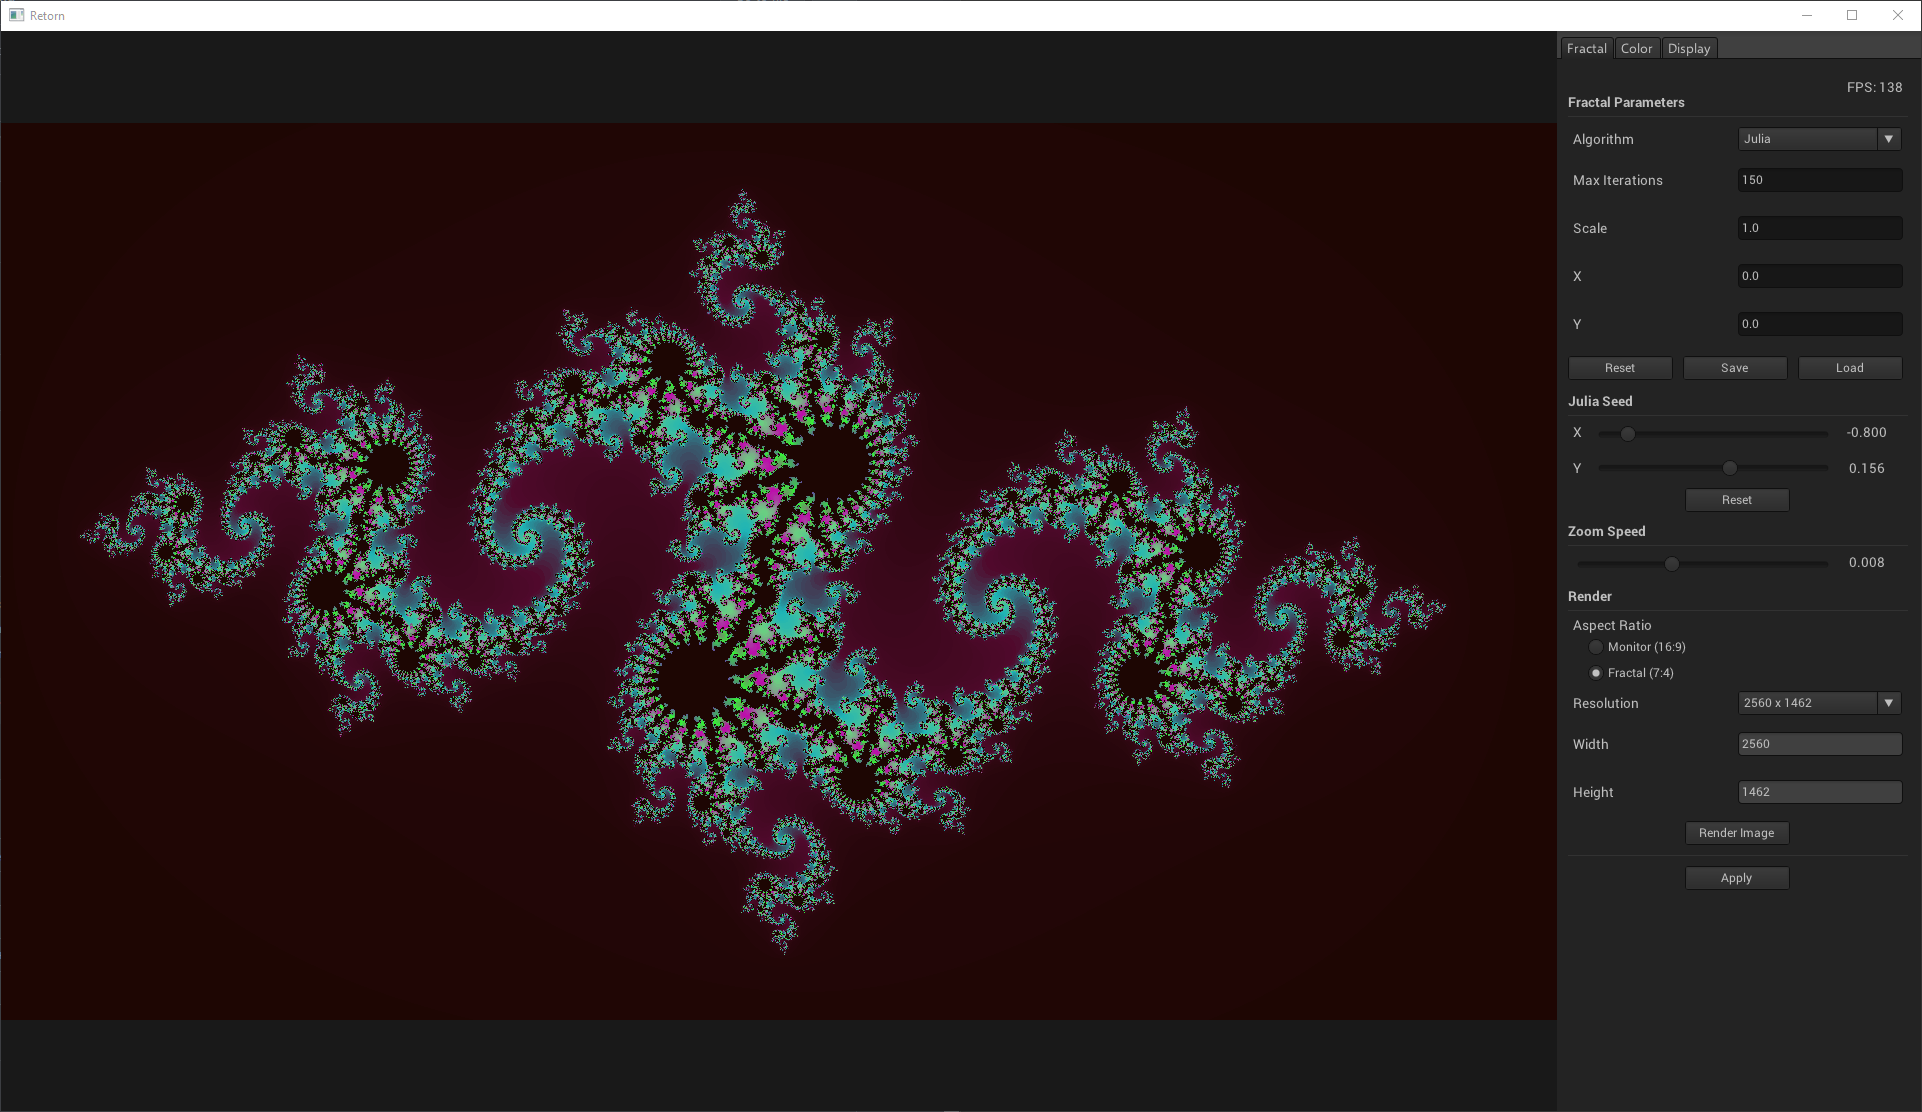 Retorn
Fractal Color Display
FPS: 138
Fractal Parameters
Algorithm Julia
Max Iterations 150
Scale 1.0
X 0.0
Y 0.0
Reset Save Load
Julia Seed
X -0.800
Y 0.156
Reset
Zoom Speed
0.008
Render
Aspect Ratio
Monitor (16:9)
Fractal (7:4)
Resolution 2560 x 1462
Width 2560
Height 1462
Render Image
Apply